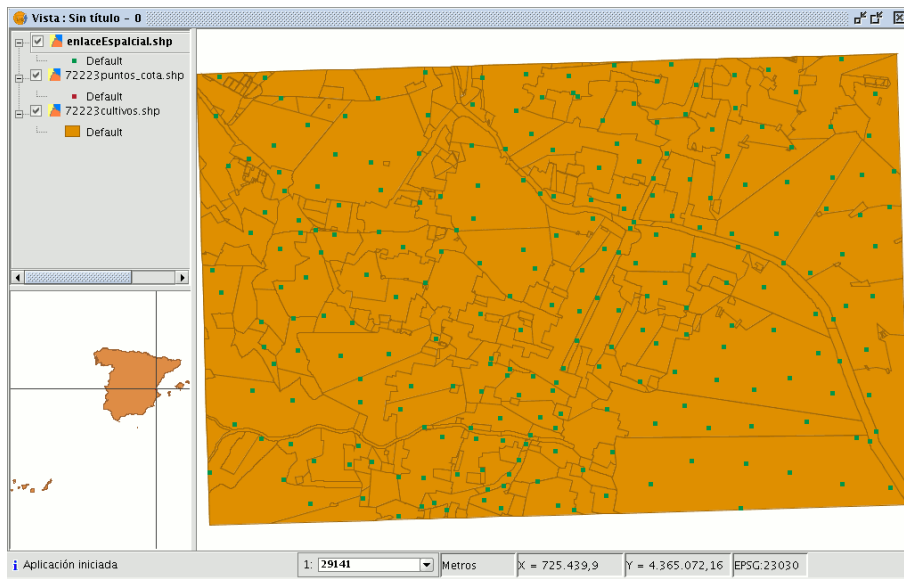 Vista : Sin título - 0
enlaceEspalcial.shp
Default
72223puntos_cota.shp
Default
72223cultivos.shp
Default
Aplicación iniciada
1: 29141
Metros
X = 725.439,9
Y = 4.365.072,16
EPSG:23030